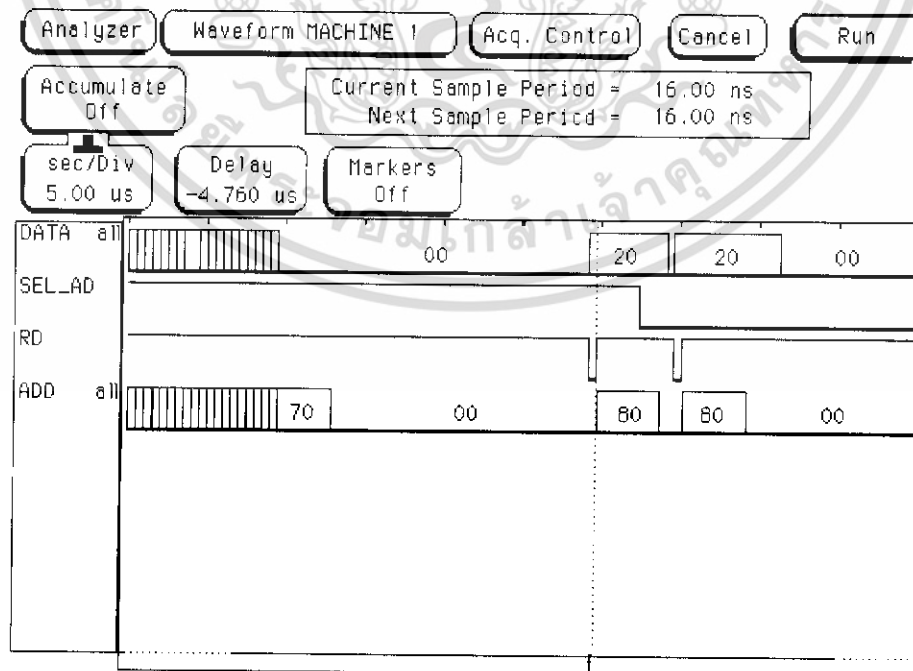 Analyzer Waveform MACHINE 1 Acq. Control Cancel Run
Accumulate
Off
Current Sample Period = 16.00 ns
Next Sample Period = 16.00 ns
sec/Div
5.00 us
Delay
-4.760 us
Markers
Off
DATA all 00 20 20 00
SEL_AD
RD
ADD all 70 00 80 80 00